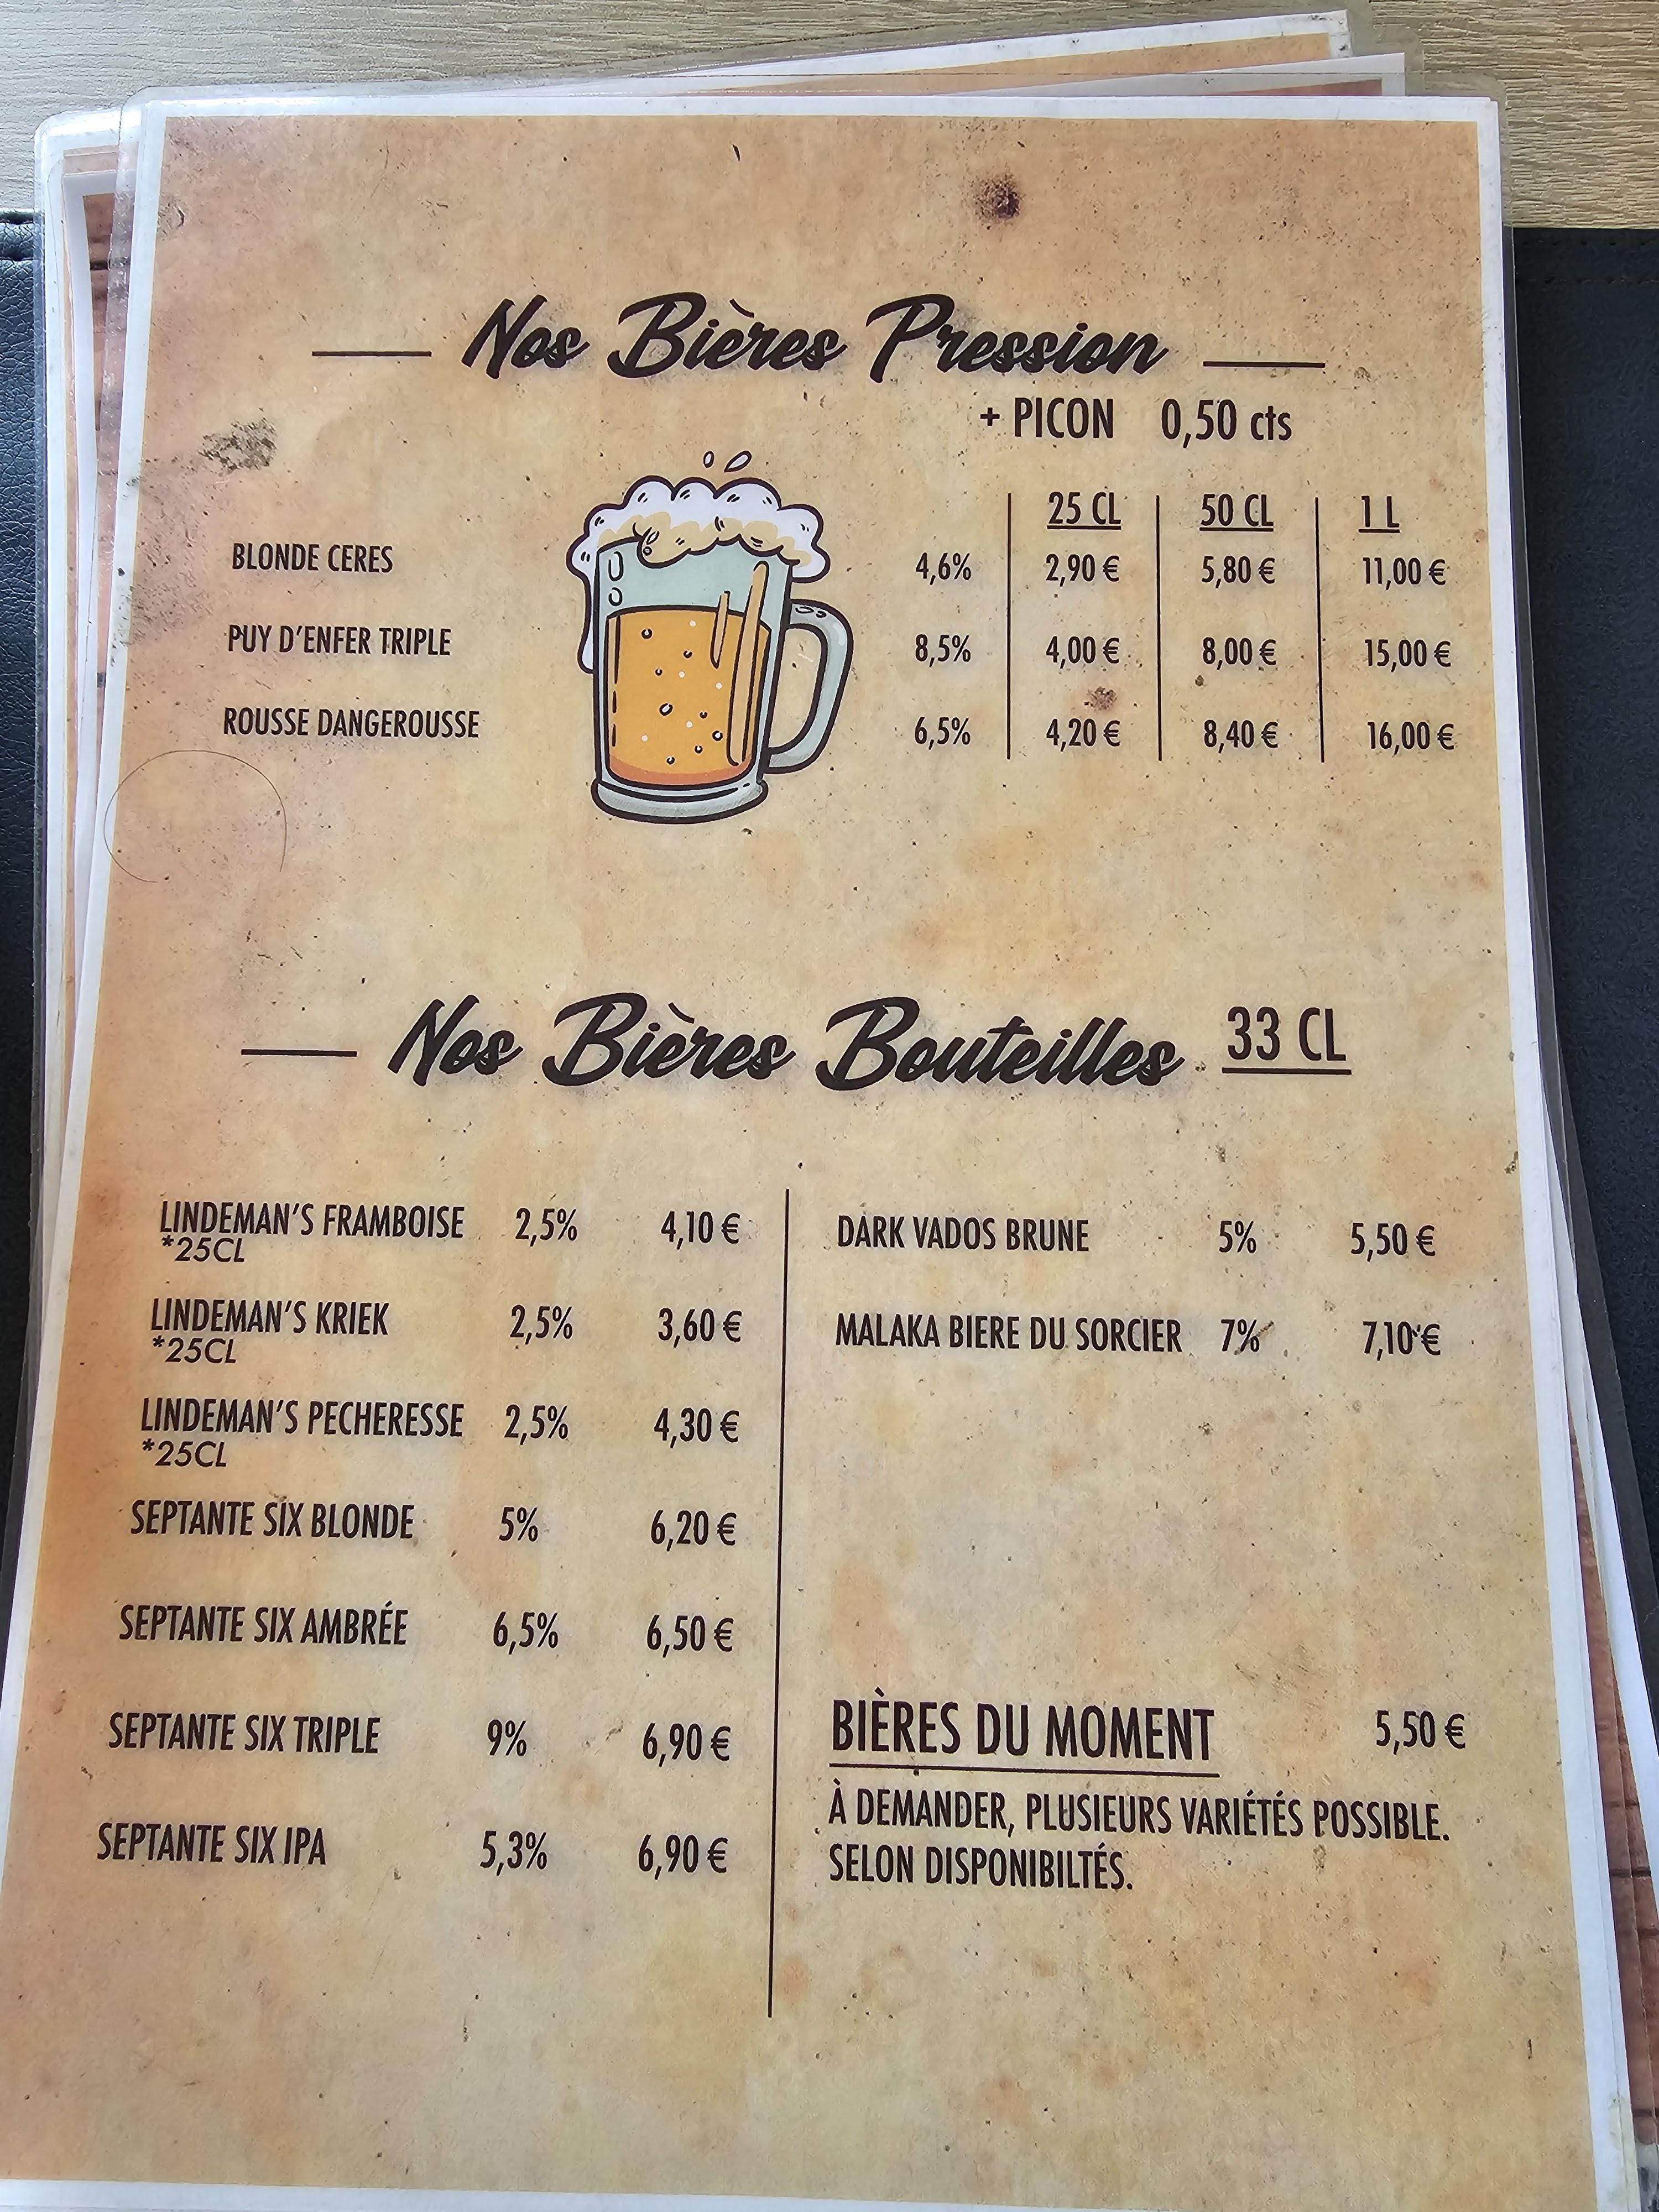 Nos Bières Pression
+ PICON 0,50 cts
25 CL 50 CL 1 L
BLONDE CERES 4,6% 2,90 € 5,80 € 11,00 €
PUY D'ENFER TRIPLE 8,5% 4,00 € 8,00 € 15,00 €
ROUSSE DANGEROUSSE 6,5% 4,20 € 8,40 € 16,00 €
Nos Bières Bouteilles 33 CL
LINDEMAN'S FRAMBOISE 2,5% 4,10 €
*25CL
LINDEMAN'S KRIEK 2,5% 3,60 €
*25CL
LINDEMAN'S PECHERESSE 2,5% 4,30 €
*25CL
SEPTANTE SIX BLONDE 5% 6,20 €
SEPTANTE SIX AMBRÉE 6,5% 6,50 €
SEPTANTE SIX TRIPLE 9% 6,90 €
SEPTANTE SIX IPA 5,3% 6,90 €
DARK VADOS BRUNE 5% 5,50 €
MALAKA BIERE DU SORCIER 7% 7,10 €
BIÈRES DU MOMENT 5,50 €
À DEMANDER, PLUSIEURS VARIÉTÉS POSSIBLE.
SELON DISPONIBILTÉS.